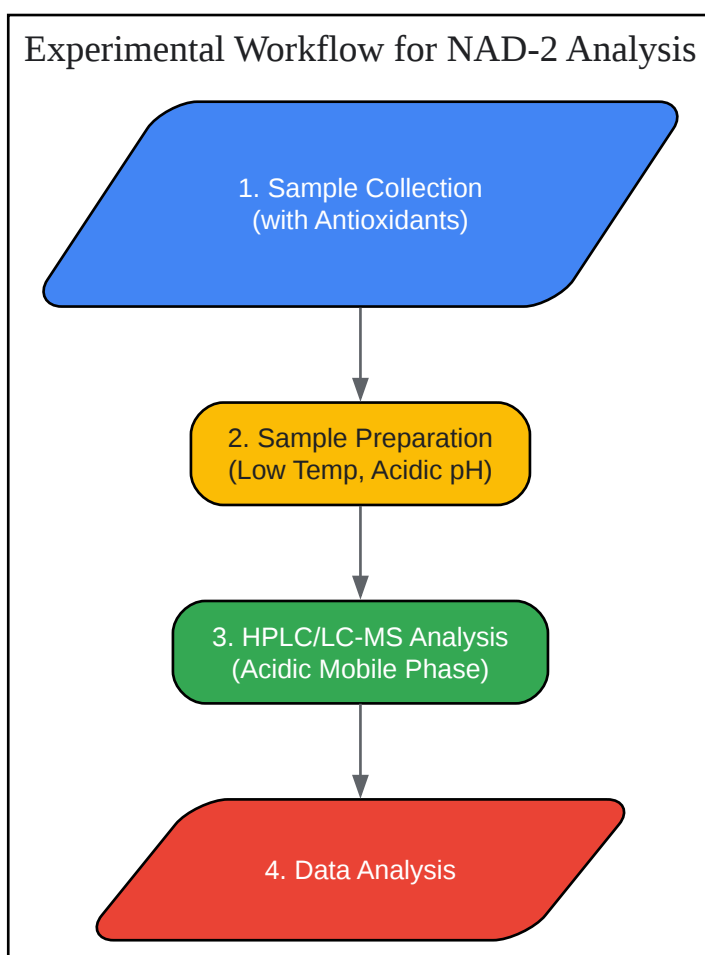 Experimental Workflow for NAD-2 Analysis
1. Sample Collection
(with Antioxidants)
2. Sample Preparation
(Low Temp, Acidic pH)
3. HPLC/LC-MS Analysis
(Acidic Mobile Phase)
4. Data Analysis